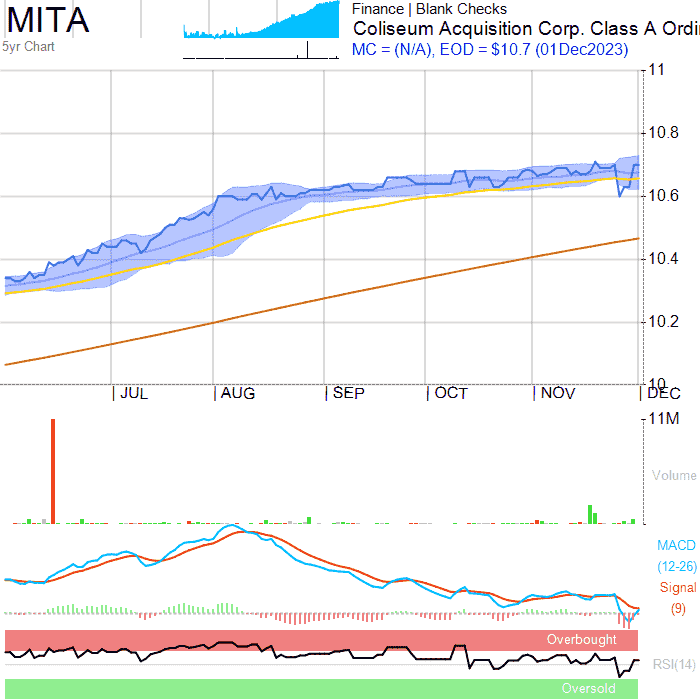 MITA
5yr Chart
Finance | Blank Checks
Coliseum Acquisition Corp. Class A Ordi
MC = (N/A), EOD = $10.7 (01Dec2023)
11
10.8
10.6
10.4
10.2
10
JUL AUG SEP OCT NOV DEC
11M
Volume
MACD
(12-26)
Signal
(9)
Overbought
RSI(14)
Oversold